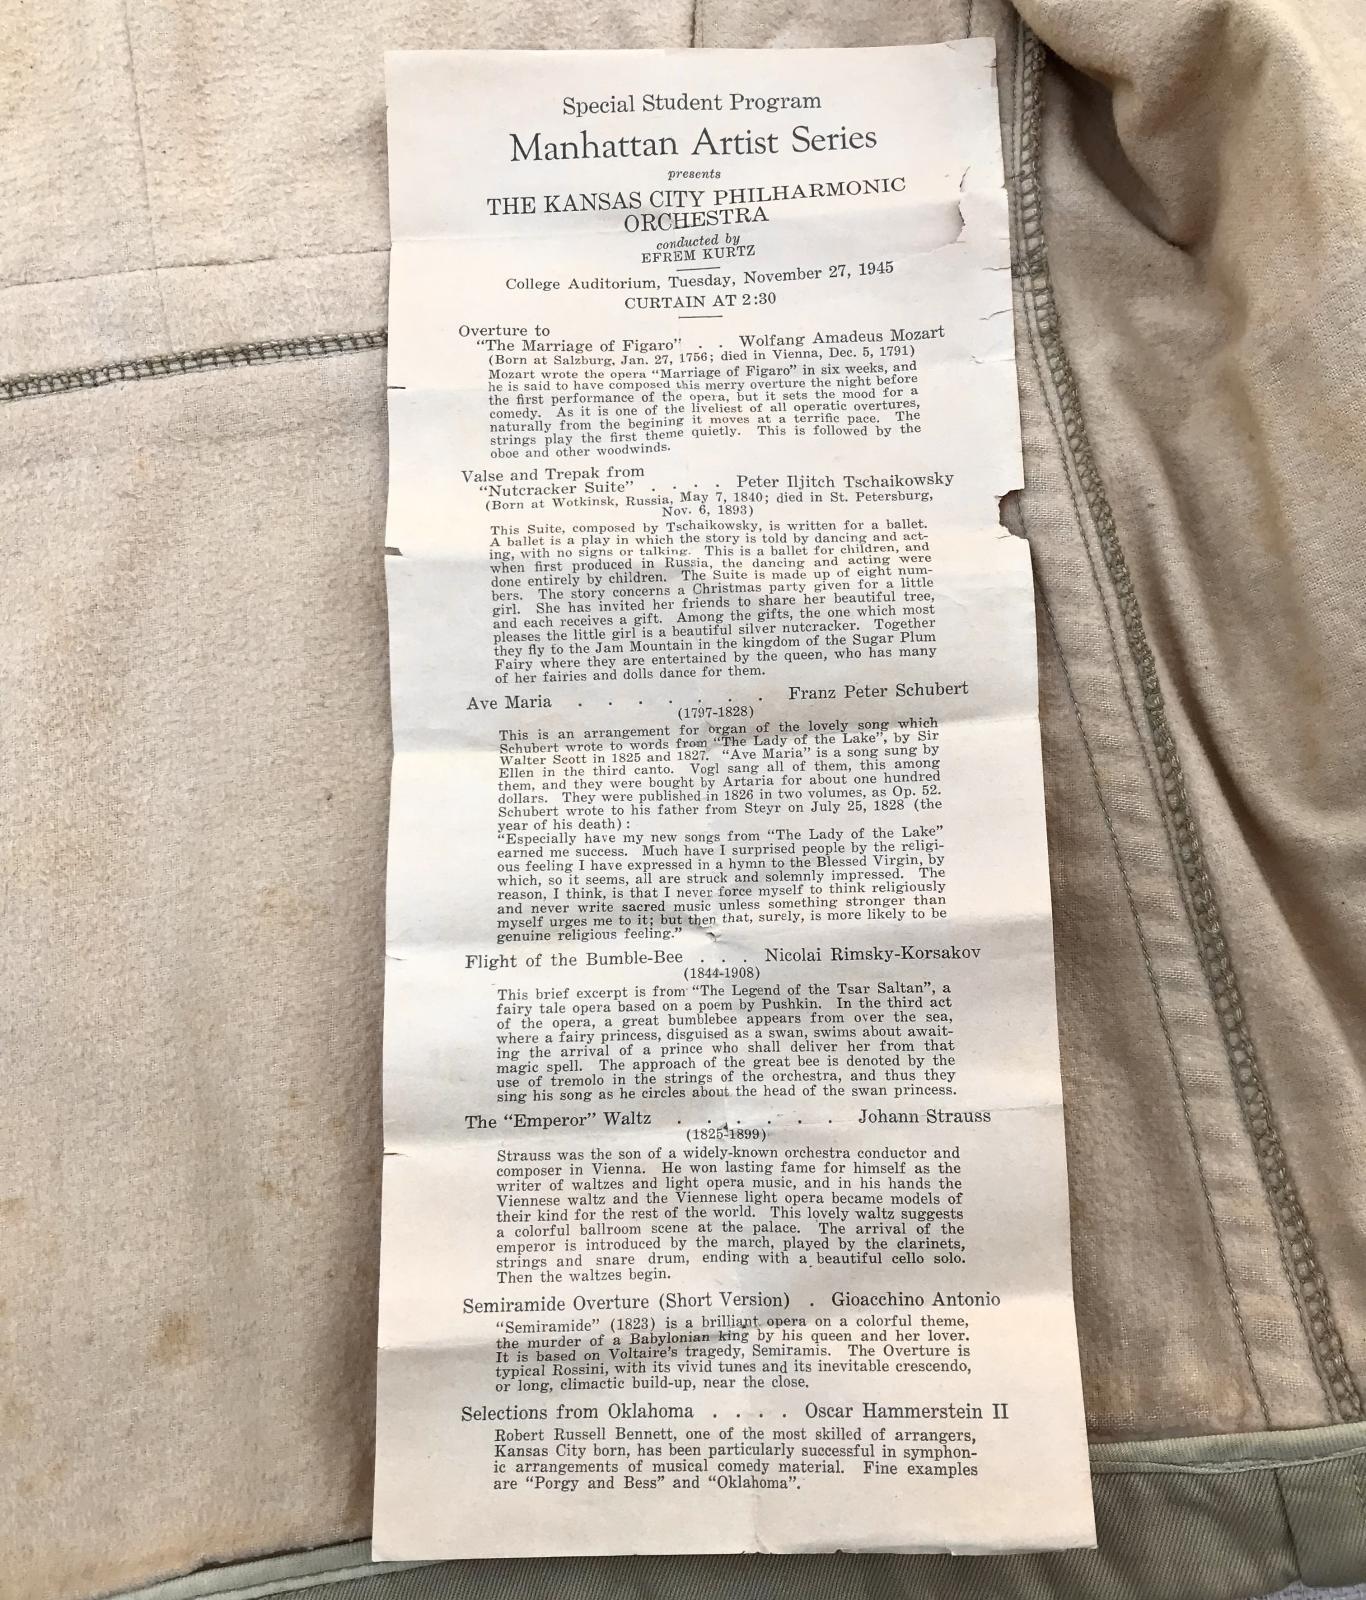 Special Student Program
Manhattan Artist Series
presents
THE KANSAS CITY PHILHARMONIC
ORCHESTRA
conducted by
EFREM KURTZ
College Auditorium, Tuesday, November 27, 1945
CURTAIN AT 2:30
Overture to
"The Marriage of Figaro" . . Wolfang Amadeus Mozart
(Born at Salzburg, Jan. 27, 1756; died in Vienna, Dec. 5, 1791)
Mozart wrote the opera "Marriage of Figaro" in six weeks, and
he is said to have composed this merry overture the night before
the first performance of the opera, but it sets the mood for a
comedy. As it is one of the liveliest of all operatic overtures,
naturally from the begining it moves at a terrific pace. The
strings play the first theme quietly. This is followed by the
oboe and other woodwinds.
Valse and Trepak from
"Nutcracker Suite" . . . . Peter Iljitch Tschaikowsky
(Born at Wotkinsk, Russia, May 7, 1840; died in St. Petersburg,
Nov. 6, 1893)
This Suite, composed by Tschaikowsky, is written for a ballet.
A ballet is a play in which the story is told by dancing and act-
ing, with no signs or talking. This is a ballet for children, and
when first produced in Russia, the dancing and acting were
done entirely by children. The Suite is made up of eight num-
bers. The story concerns a Christmas party given for a little
girl. She has invited her friends to share her beautiful tree,
and each receives a gift. Among the gifts, the one which most
pleases the little girl is a beautiful silver nutcracker. Together
they fly to the Jam Mountain in the kingdom of the Sugar Plum
Fairy where they are entertained by the queen, who has many
of her fairies and dolls dance for them.
Ave Maria . . . . . . . Franz Peter Schubert
(1797-1828)
This is an arrangement for organ of the lovely song which
Schubert wrote to words from "The Lady of the Lake", by Sir
Walter Scott in 1825 and 1827. "Ave Maria" is a song sung by
Ellen in the third canto. Vogl sang all of them, this among
them, and they were bought by Artaria for about one hundred
dollars. They were published in 1826 in two volumes, as Op. 52.
Schubert wrote to his father from Steyr on July 25, 1828 (the
year of his death):
"Especially have my new songs from "The Lady of the Lake"
earned me success. Much have I surprised people by the religi-
ous feeling I have expressed in a hymn to the Blessed Virgin, by
which, so it seems, all are struck and solemnly impressed. The
reason, I think, is that I never force myself to think religiously
and never write sacred music unless something stronger than
myself urges me to it; but then that, surely, is more likely to be
genuine religious feeling."
Flight of the Bumble-Bee . . . Nicolai Rimsky-Korsakov
(1844-1908)
This brief excerpt is from "The Legend of the Tsar Saltan", a
fairy tale opera based on a poem by Pushkin. In the third act
of the opera, a great bumblebee appears from over the sea,
where a fairy princess, disguised as a swan, swims about await-
ing the arrival of a prince who shall deliver her from that
magic spell. The approach of the great bee is denoted by the
use of tremolo in the strings of the orchestra, and thus they
sing his song as he circles about the head of the swan princess.
The "Emperor" Waltz . . . . . . Johann Strauss
(1825-1899)
Strauss was the son of a widely-known orchestra conductor and
composer in Vienna. He won lasting fame for himself as the
writer of waltzes and light opera music, and in his hands the
Viennese waltz and the Viennese light opera became models of
their kind for the rest of the world. This lovely waltz suggests
a colorful ballroom scene at the palace. The arrival of the
emperor is introduced by the march, played by the clarinets,
strings and snare drum, ending with a beautiful cello solo.
Then the waltzes begin.
Semiramide Overture (Short Version) . Gioacchino Antonio
"Semiramide" (1823) is a brilliant opera on a colorful theme,
the murder of a Babylonian king by his queen and her lover.
It is based on Voltaire's tragedy, Semiramis. The Overture is
typical Rossini, with its vivid tunes and its inevitable crescendo,
or long, climactic build-up, near the close.
Selections from Oklahoma . . . . Oscar Hammerstein II
Robert Russell Bennett, one of the most skilled of arrangers,
Kansas City born, has been particularly successful in symphon-
ic arrangements of musical comedy material. Fine examples
are "Porgy and Bess" and "Oklahoma".